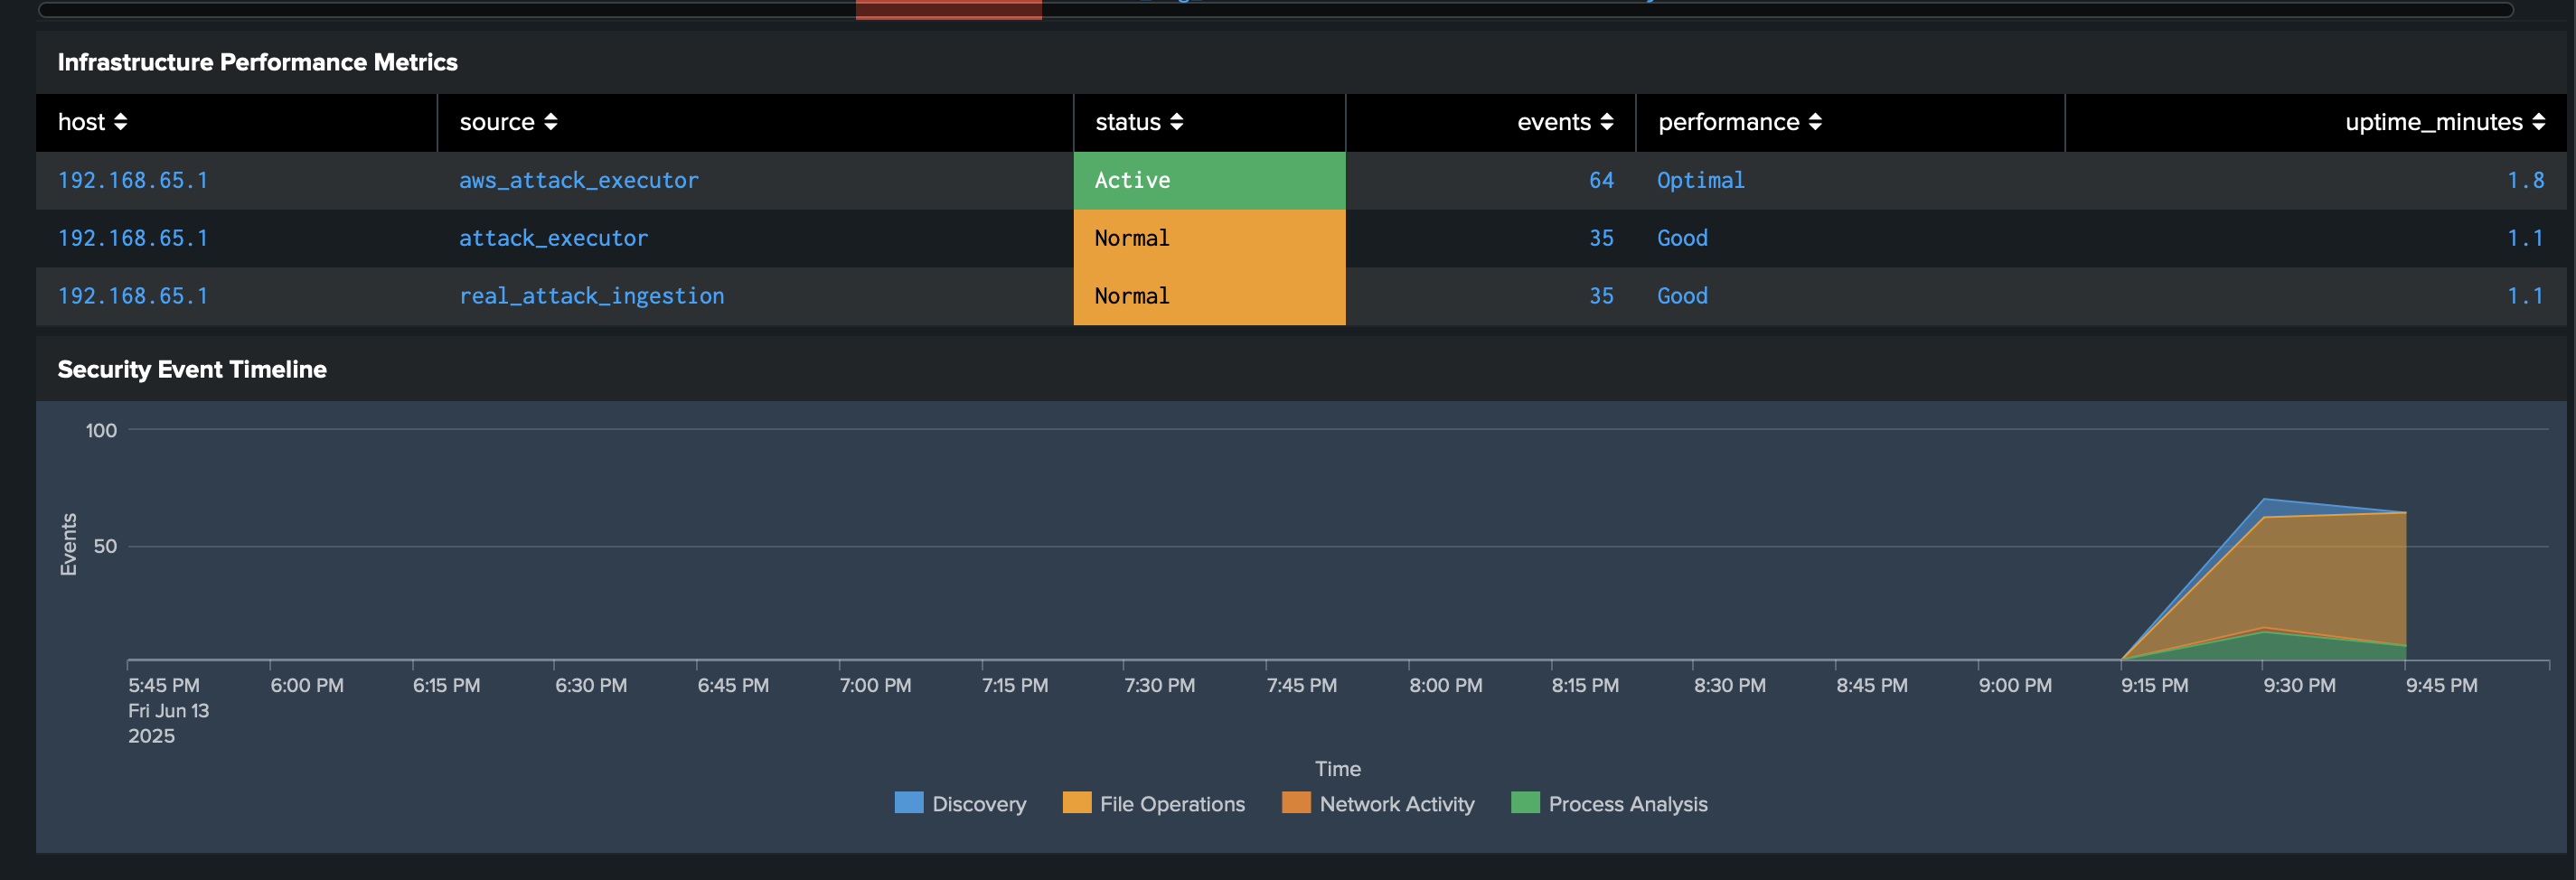 Infrastructure Performance Metrics
host source status events performance uptime_minutes
192.168.65.1 aws_attack_executor Active 64 Optimal 1.8
192.168.65.1 attack_executor Normal 35 Good 1.1
192.168.65.1 real_attack_ingestion Normal 35 Good 1.1
Security Event Timeline
100
50
Events
5:45 PM 6:00 PM 6:15 PM 6:30 PM 6:45 PM 7:00 PM 7:15 PM 7:30 PM 7:45 PM 8:00 PM 8:15 PM 8:30 PM 8:45 PM 9:00 PM 9:15 PM 9:30 PM 9:45 PM
Fri Jun 13
2025
Time
Discovery File Operations Network Activity Process Analysis